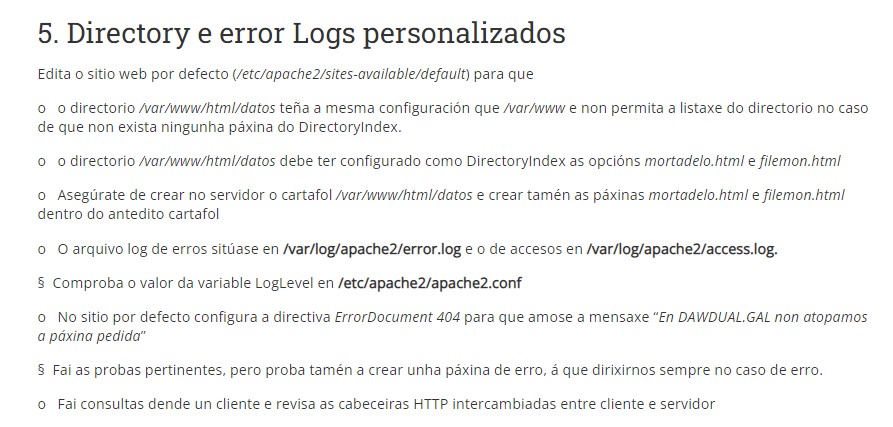 5. Directory e error Logs personalizados
Edita o sitio web por defecto (/etc/apache2/sites-available/default) para que
o o directorio /var/www/html/datos teña a mesma configuración que /var/www e non permita a listaxe do directorio no caso
de que non exista ningunha páxina do DirectoryIndex.
o o directorio /var/www/html/datos debe ter configurado como DirectoryIndex as opcións mortadelo.html e filemon.html
o Asegúrate de crear no servidor o cartafol /var/www/html/datos e crear tamén as páxinas mortadelo.html e filemon.html
dentro do antedito cartafol
o O arquivo log de erros sitúase en /var/log/apache2/error.log e o de accesos en /var/log/apache2/access.log.
§ Comproba o valor da variable LogLevel en /etc/apache2/apache2.conf
o No sitio por defecto configura a directiva ErrorDocument 404 para que amose a mensaxe “En DAWDUAL.GAL non atopamos
a páxina pedida”
§ Fai as probas pertinentes, pero proba tamén a crear unha páxina de erro, á que dirixirnos sempre no caso de erro.
o Fai consultas dende un cliente e revisa as cabeceiras HTTP intercambiadas entre cliente e servidor